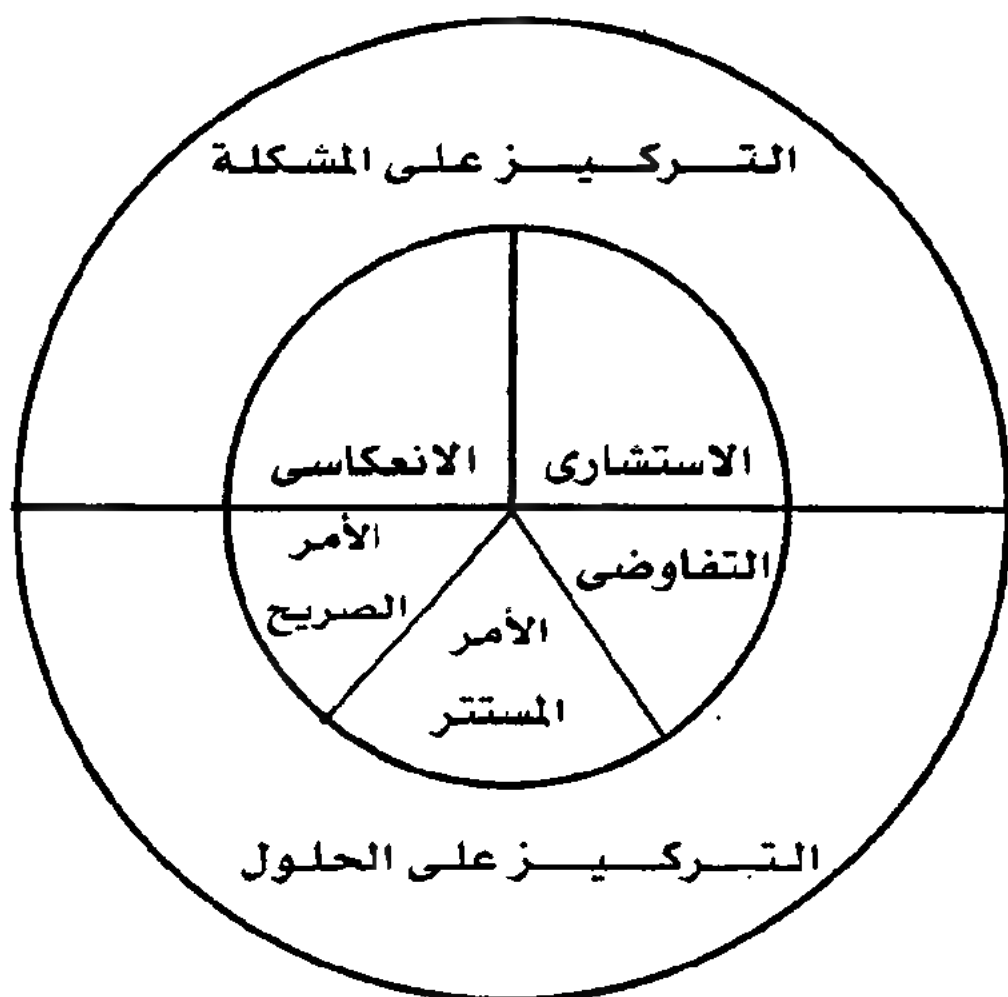 التركيز على المشكلة
الاستشارى
الانعكاسى
التفاوضى
الأمر
الصريح
الأمر
المستتر
التركيز على الحلول